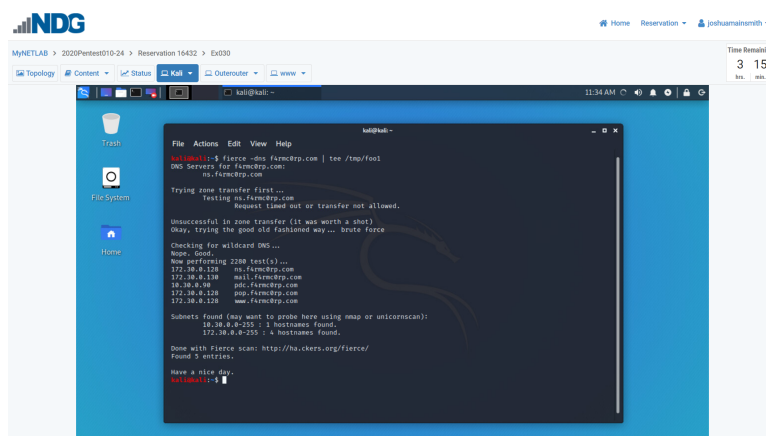 NDG
Home Reservation joshuamainsmith
MyNETLAB > 2020Pentest010-24 > Reservation 16432 > Ex030
Time Remaini
3 15
hrs. min.
Topology Content Status Kali Outerouter www
kali@kali: ~
11:34 AM
Trash
File System
Home
kali@kali:~
File Actions Edit View Help
kali@kali:~$ fierce -dns f4rmc0rp.com | tee /tmp/foo1
DNS Servers for f4rmc0rp.com:
ns.f4rmc0rp.com
Trying zone transfer first ...
Testing ns.f4rmc0rp.com
Request timed out or transfer not allowed.
Unsuccessful in zone transfer (it was worth a shot)
Okay, trying the good old fashioned way ... brute force
Checking for wildcard DNS ...
Nope. Good.
Now performing 2280 test(s) ...
172.30.0.128 ns.f4rmc0rp.com
172.30.0.130 mail.f4rmc0rp.com
10.30.0.90 pdc.f4rmc0rp.com
172.30.0.128 pop.f4rmc0rp.com
172.30.0.128 www.f4rmc0rp.com
Subnets found (may want to probe here using nmap or unicornscan):
10.30.0.0-255 : 1 hostnames found.
172.30.0.0-255 : 4 hostnames found.
Done with Fierce scan: http://ha.ckers.org/fierce/
Found 5 entries.
Have a nice day.
kali@kali:~$